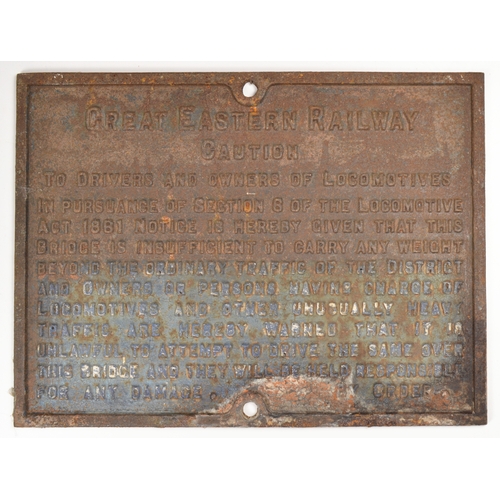 GREAT EASTERN RAILWAY
CAUTION
TO DRIVERS AND OWNERS OF LOCOMOTIVES
IN PURSUANCE OF SECTION 6 OF THE LOCOMOTIVE
ACT 1861 NOTICE IS HEREBY GIVEN THAT THIS
BRIDGE IS INSUFFICIENT TO CARRY ANY WEIGHT
BEYOND THE ORDINARY TRAFFIC OF THE DISTRICT
AND OWNERS OR PERSONS HAVING CHARGE OF
LOCOMOTIVES AND OTHER UNUSUALLY HEAVY
TRAFFIC ARE HEREBY WARNED THAT IT IS
UNLAWFUL TO ATTEMPT TO DRIVE THE SAME OVER
THIS BRIDGE AND THEY WILL BE HELD RESPONSIBLE
FOR ANY DAMAGE. ORDER.